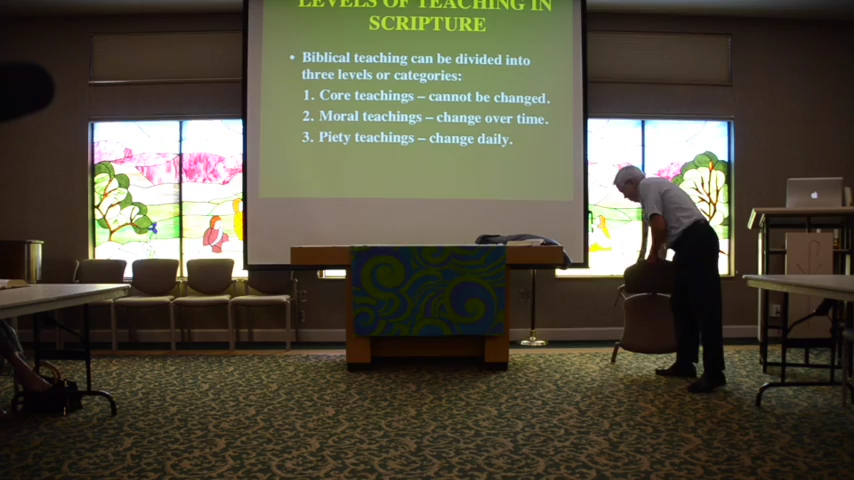 LEVELS OF TEACHING IN
SCRIPTURE
• Biblical teaching can be divided into
three levels or categories:
1. Core teachings – cannot be changed.
2. Moral teachings – change over time.
3. Piety teachings – change daily.